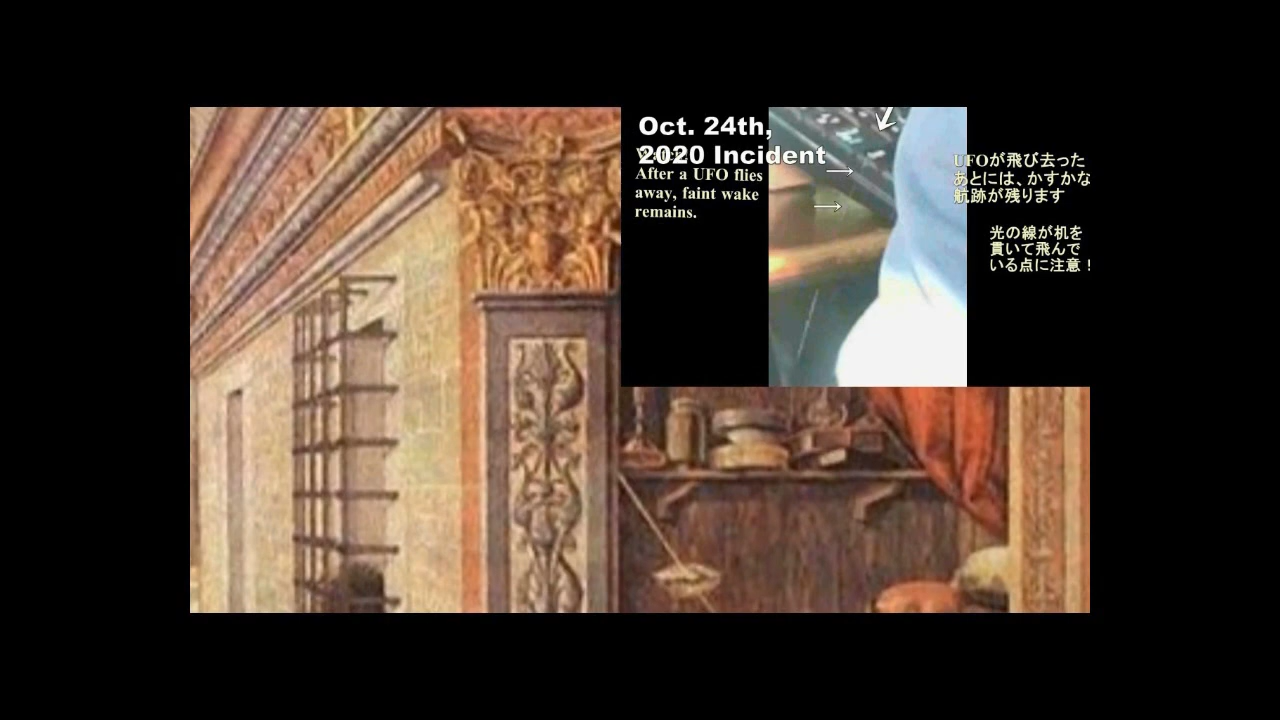 Oct. 24th,
2020 Incident
After a UFO flies
away, faint wake
remains.
UFOが飛び去った
あとには、かすかな
航跡が残ります
光の線が机を
貫いて飛んで
いる点に注意！